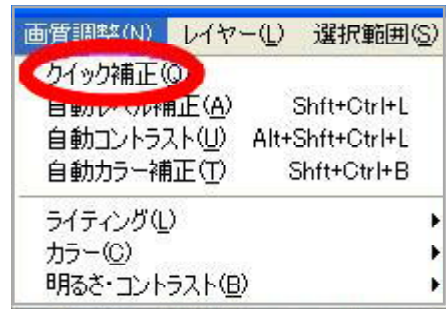 画質調整(N) レイヤー(L) 選択範囲(S)
クイック補正(Q)
自動レベル補正(A) Shft+Ctrl+L
自動コントラスト(U) Alt+Shft+Ctrl+L
自動カラー補正(T) Shft+Ctrl+B
ライティング(L)
カラー(C)
明るさ・コントラスト(B)